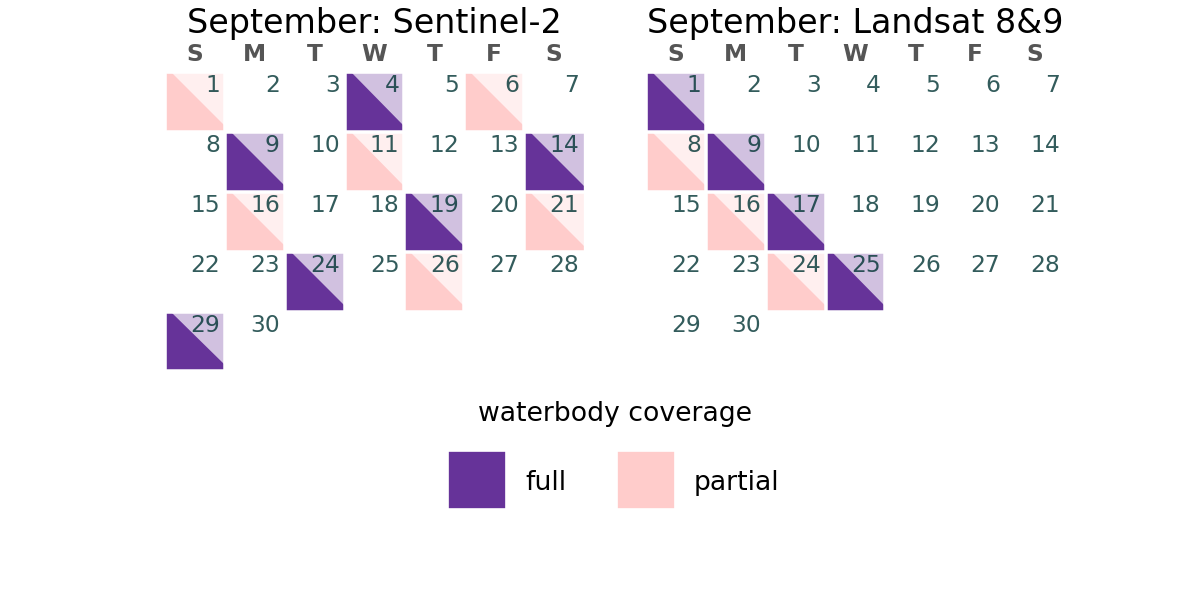 September: Sentinel-2
S M T W T F S
1 2 3 4 5 6 7
8 9 10 11 12 13 14
15 16 17 18 19 20 21
22 23 24 25 26 27 28
29 30
September: Landsat 8&9
S M T W T F S
1 2 3 4 5 6 7
8 9 10 11 12 13 14
15 16 17 18 19 20 21
22 23 24 25 26 27 28
29 30
waterbody coverage
full partial